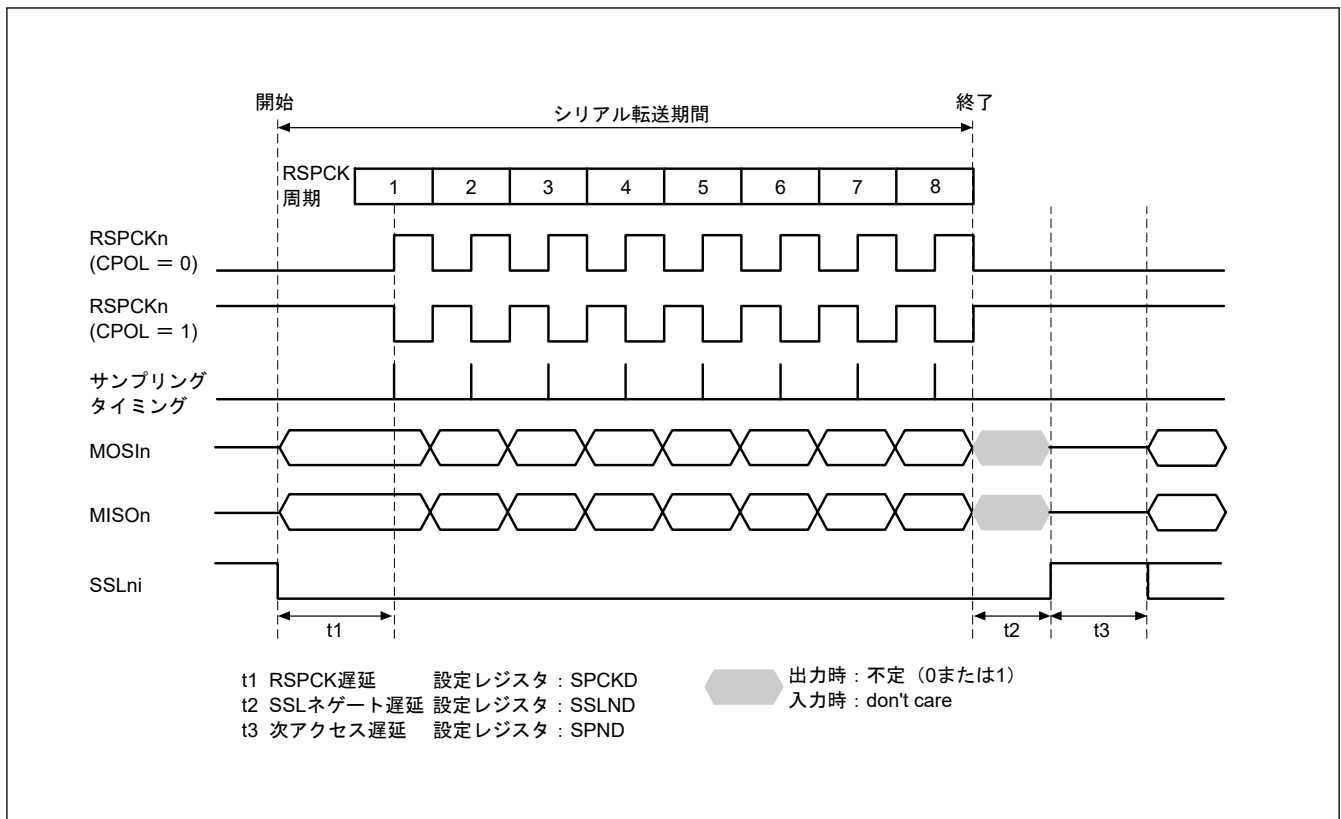 開始
終了
シリアル転送期間
RSPCK
周期
1 2 3 4 5 6 7 8
RSPCKn
(CPOL = 0)
RSPCKn
(CPOL = 1)
サンプリング
タイミング
MOSIn
MISOn
SSLni
t1
t2
t3
t1 RSPCK遅延 設定レジスタ：SPCKD
t2 SSLネゲート遅延 設定レジスタ：SSLND
t3 次アクセス遅延 設定レジスタ：SPND
出力時：不定（0または1）
入力時：don't care